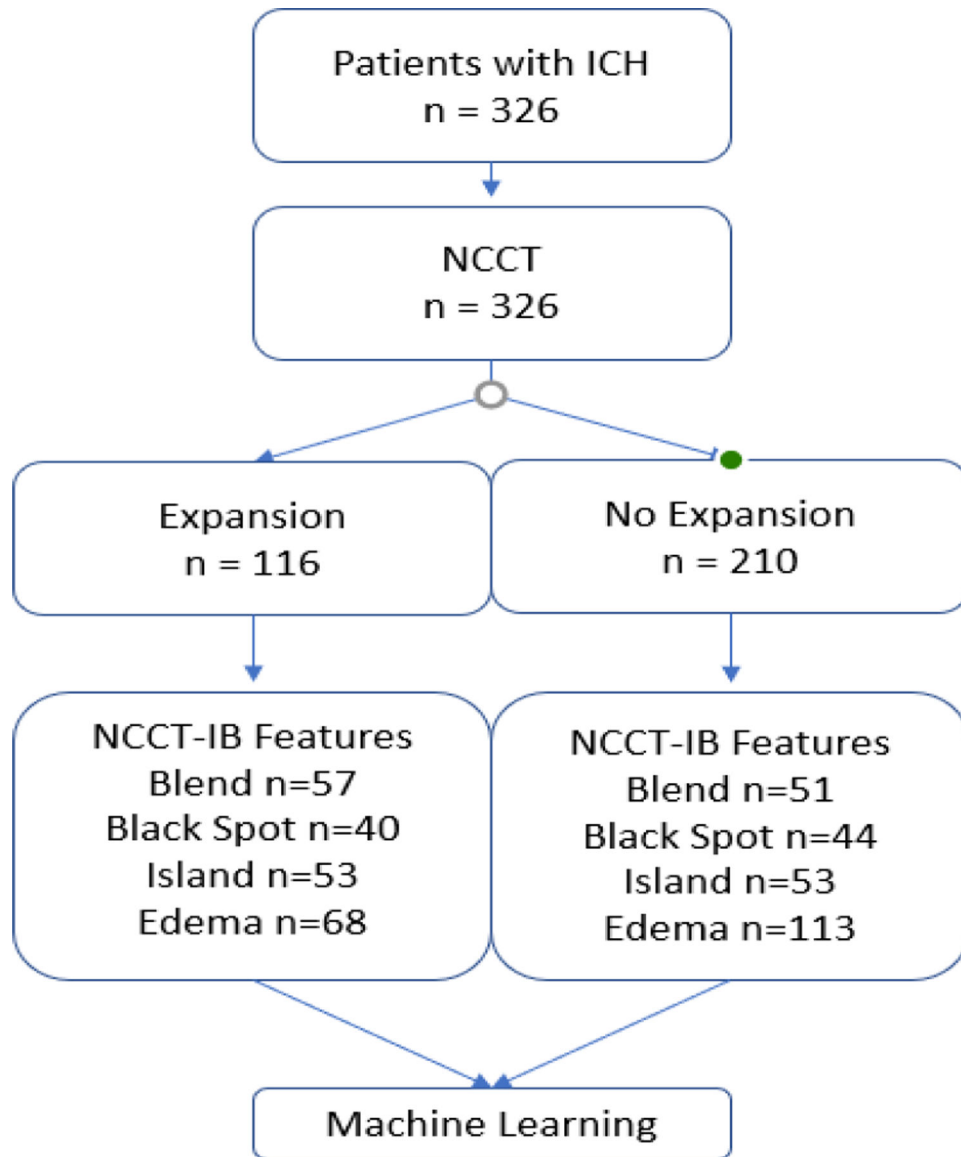 Patients with ICH
n = 326
NCCT
n = 326
Expansion
n = 116
No Expansion
n = 210
NCCT-IB Features
Blend n=57
Black Spot n=40
Island n=53
Edema n=68
NCCT-IB Features
Blend n=51
Black Spot n=44
Island n=53
Edema n=113
Machine Learning